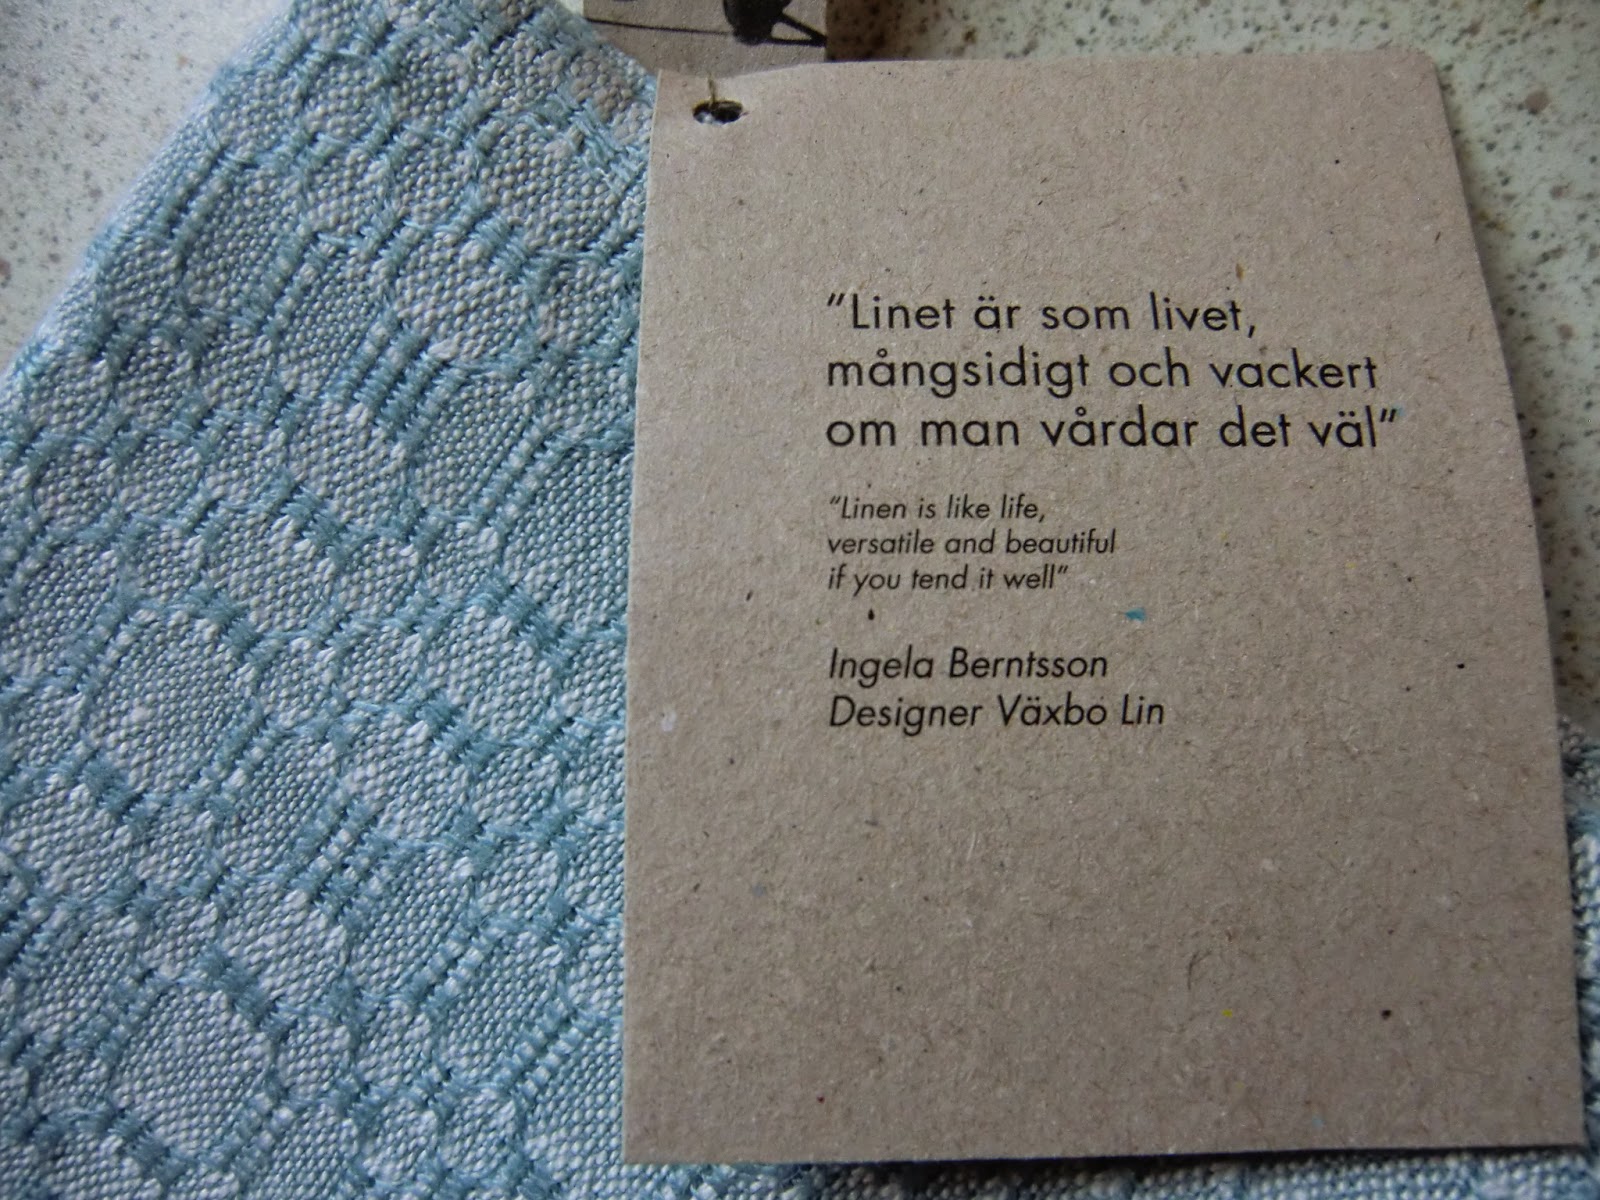 ”Linet är som livet,
mångsidigt och vackert
om man vårdar det väl”
”Linen is like life,
versatile and beautiful
if you tend it well”
Ingela Berntsson
Designer Växbo Lin